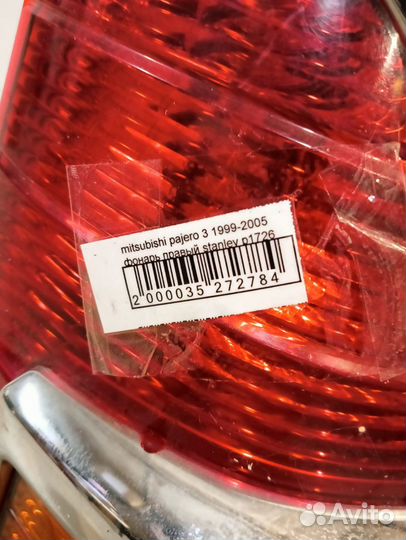 mitsubishi pajero 3 1999-2005
фонарь правый stanley p1726
2 000035 272784
Avito